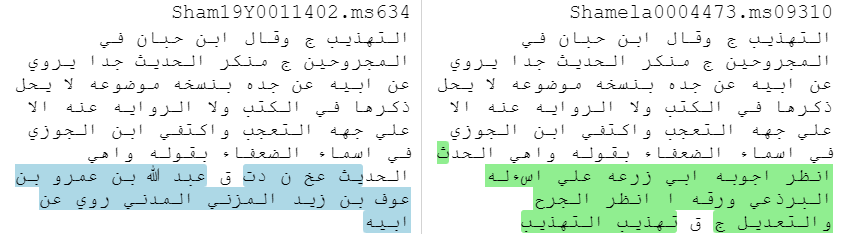 Sham19Y0011402.ms634
التهذيب ج وقال ابن حبان في
المجروحين ج منكر الحديث جدا يروي
عن ابيه عن جده بنسخه موضوعه لا يحل
ذكرها في الكتب ولا الروايه عنه الا
علي جهه التعجب واكتفي ابن الجوزي
في اسماء الضعفاء بقوله واهي
الحديث عخ ن دت ق عبد الله بن عمرو بن
عوف بن زيد المزني المدني روي عن
ابيه
Shamela0004473.ms09310
التهذيب ج وقال ابن حبان في
المجروحين ج منكر الحديث جدا يروي
عن ابيه عن جده بنسخه موضوعه لا يحل
ذكرها في الكتب ولا الروايه عنه الا
علي جهه التعجب واكتفي ابن الجوزي
في اسماء الضعفاء بقوله واهي الحدث
انظر اجوبه ابي زرعه علي اسءله
البرذعي ورقه ا انظر الجرح
والتعديل ج ق تهذيب التهذيب